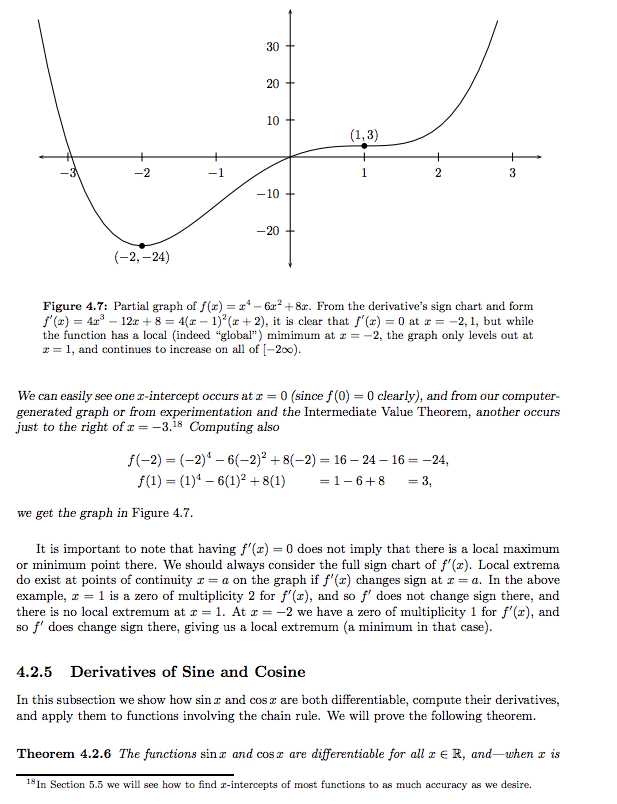 30
20
10
(1,3)
−3
−2
−1
1
2
3
−10
−20
(−2,−24)
Figure 4.7: Partial graph of f(x) = x⁴ − 6x² + 8x. From the derivative's sign chart and form
f′(x) = 4x³ − 12x + 8 = 4(x − 1)²(x + 2), it is clear that f′(x) = 0 at x = −2, 1, but while
the function has a local (indeed "global") mimimum at x = −2, the graph only levels out at
x = 1, and continues to increase on all of [−2∞).
We can easily see one x-intercept occurs at x = 0 (since f(0) = 0 clearly), and from our computer-
generated graph or from experimentation and the Intermediate Value Theorem, another occurs
just to the right of x = −3.¹⁸ Computing also
f(−2) = (−2)⁴ − 6(−2)² + 8(−2) = 16 − 24 − 16 = −24,
f(1) = (1)⁴ − 6(1)² + 8(1) = 1 − 6 + 8 = 3,
we get the graph in Figure 4.7.
It is important to note that having f′(x) = 0 does not imply that there is a local maximum
or minimum point there. We should always consider the full sign chart of f′(x). Local extrema
do exist at points of continuity x = a on the graph if f′(x) changes sign at x = a. In the above
example, x = 1 is a zero of multiplicity 2 for f′(x), and so f′ does not change sign there, and
there is no local extremum at x = 1. At x = −2 we have a zero of multiplicity 1 for f′(x), and
so f′ does change sign there, giving us a local extremum (a minimum in that case).
4.2.5 Derivatives of Sine and Cosine
In this subsection we show how sin x and cos x are both differentiable, compute their derivatives,
and apply them to functions involving the chain rule. We will prove the following theorem.
Theorem 4.2.6 The functions sin x and cos x are differentiable for all x ∈ ℝ, and—when x is
¹⁸In Section 5.5 we will see how to find x-intercepts of most functions to as much accuracy as we desire.